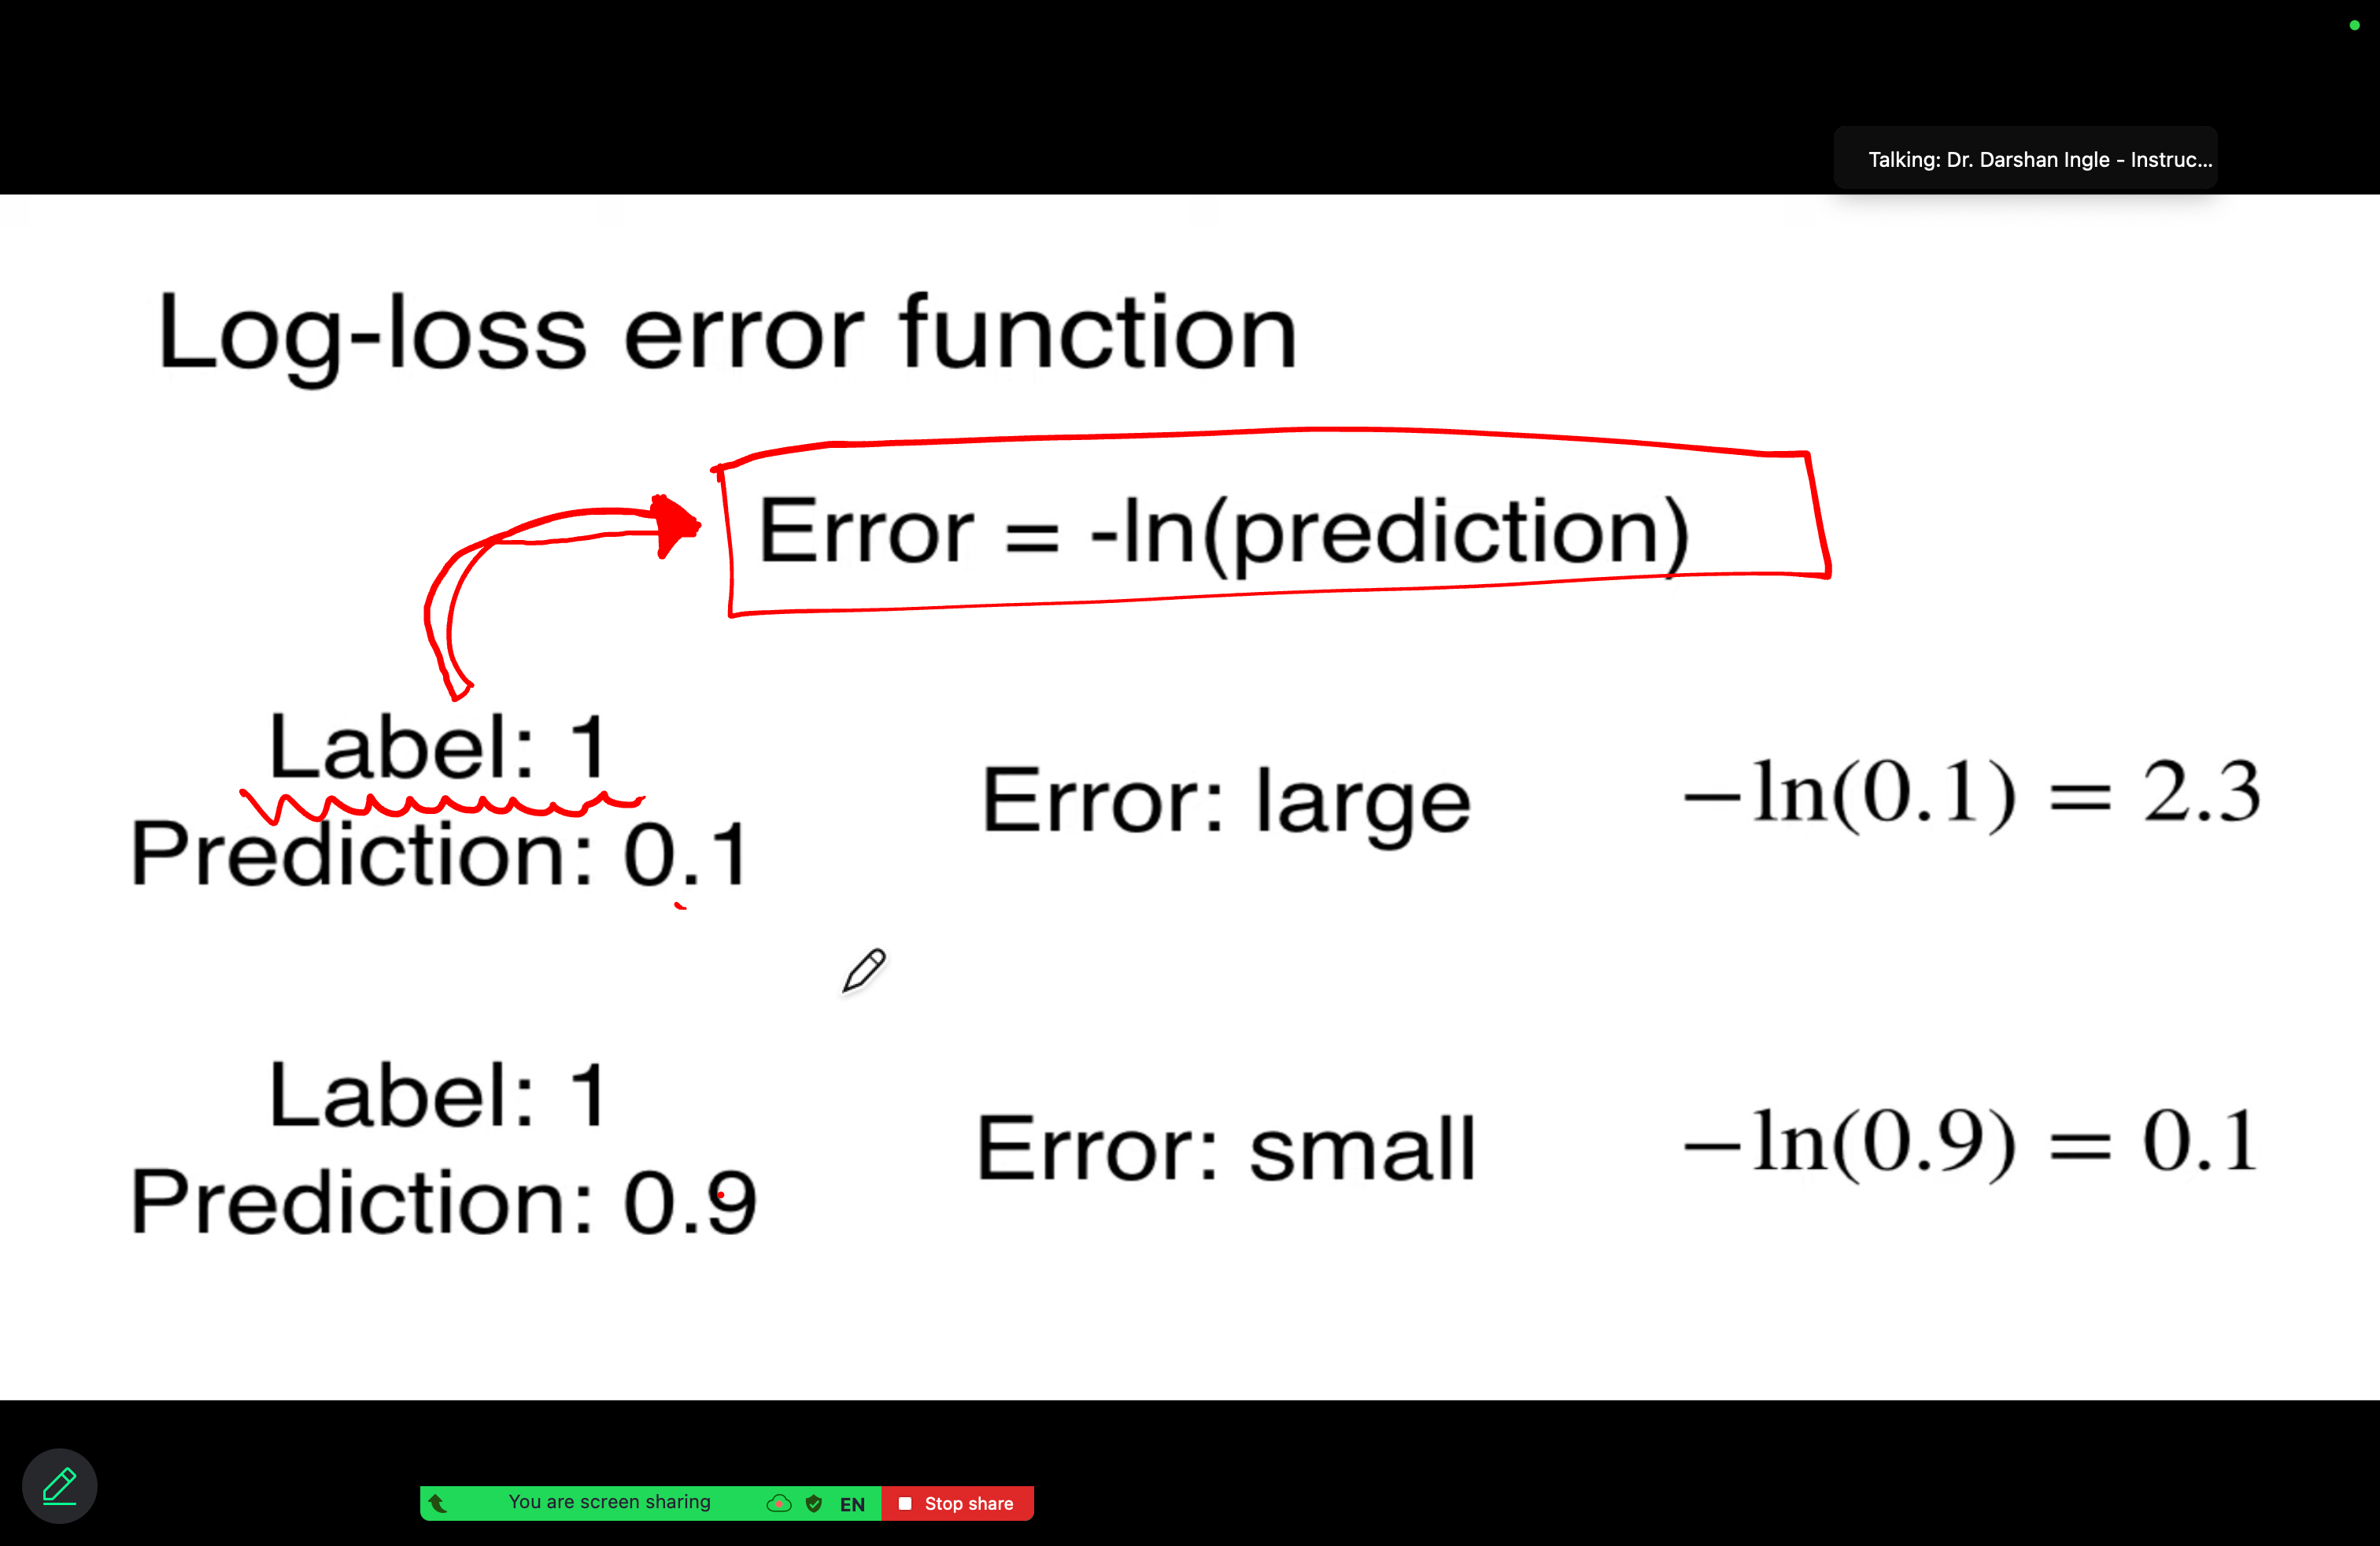 Talking: Dr. Darshan Ingle - Instruc...
Log-loss error function
Error = -ln(prediction)
Label: 1
Prediction: 0.1
Error: large
−ln(0.1) = 2.3
Label: 1
Prediction: 0.9
Error: small
−ln(0.9) = 0.1
You are screen sharing
EN
Stop share